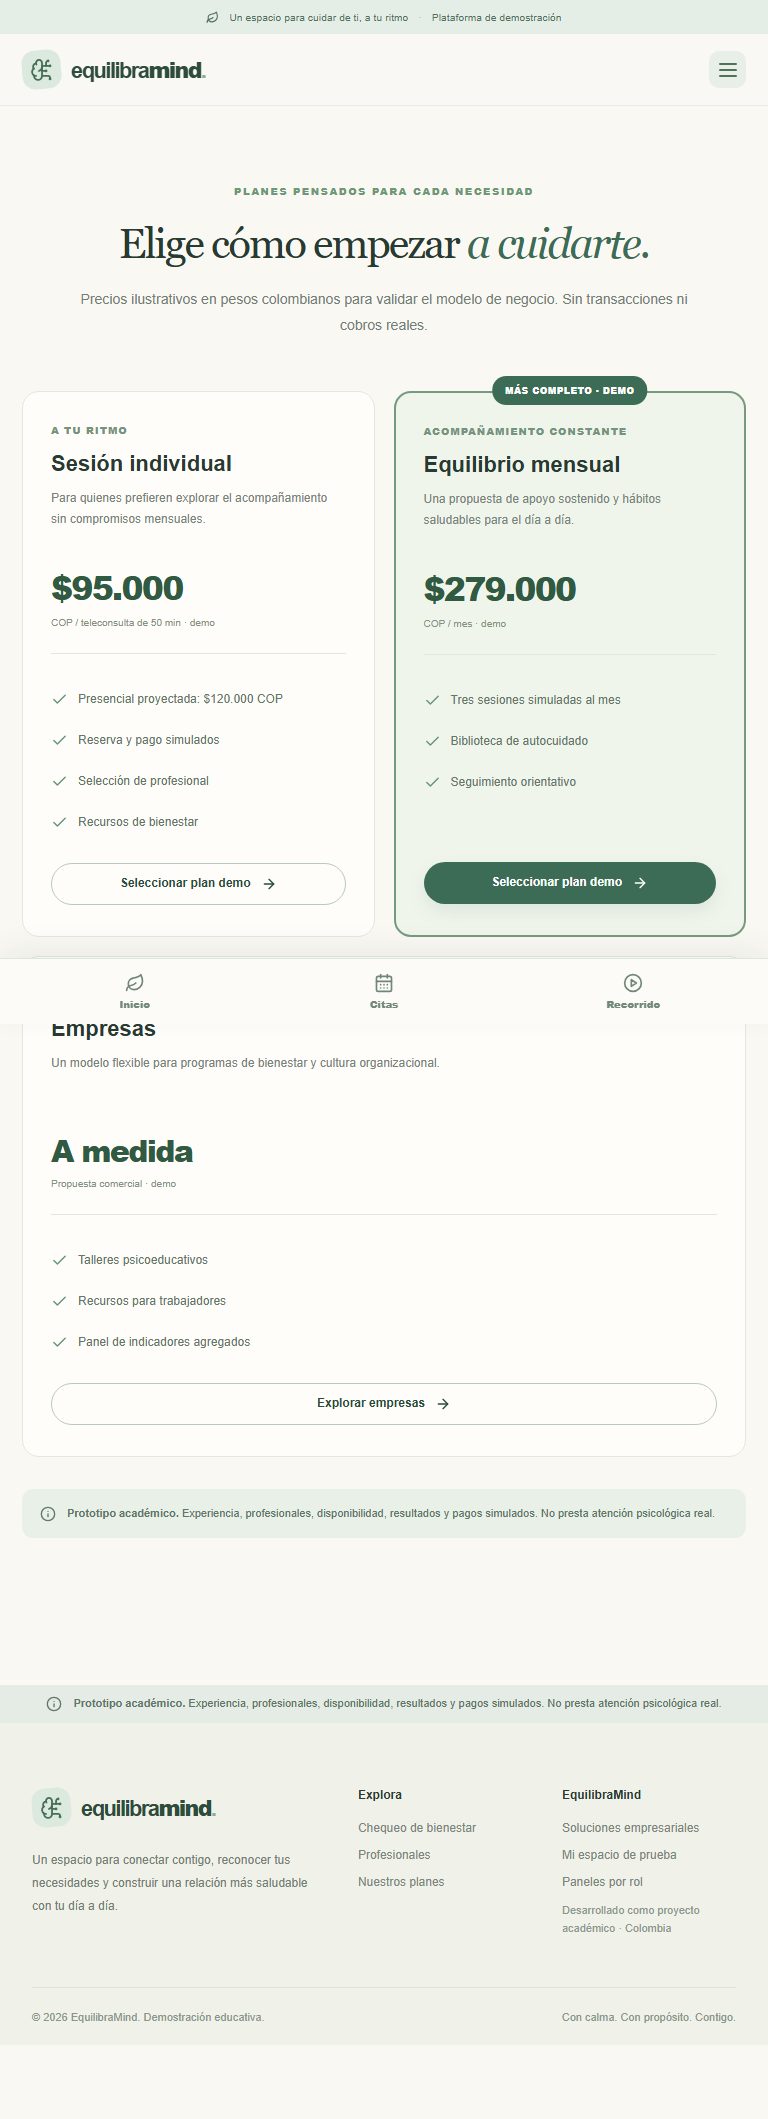 Un espacio para cuidar de ti, a tu ritmo · Plataforma de demostración
equilibramind.
PLANES PENSADOS PARA CADA NECESIDAD
Elige cómo empezar a cuidarte.
Precios ilustrativos en pesos colombianos para validar el modelo de negocio. Sin transacciones ni
cobros reales.
A TU RITMO
Sesión individual
Para quienes prefieren explorar el acompañamiento
sin compromisos mensuales.
$95.000
COP / teleconsulta de 50 min · demo
Presencial proyectada: $120.000 COP
Reserva y pago simulados
Selección de profesional
Recursos de bienestar
Seleccionar plan demo
MÁS COMPLETO · DEMO
ACOMPAÑAMIENTO CONSTANTE
Equilibrio mensual
Una propuesta de apoyo sostenido y hábitos
saludables para el día a día.
$279.000
COP / mes · demo
Tres sesiones simuladas al mes
Biblioteca de autocuidado
Seguimiento orientativo
Seleccionar plan demo
Inicio
Citas
Recorrido
Empresas
Un modelo flexible para programas de bienestar y cultura organizacional.
A medida
Propuesta comercial · demo
Talleres psicoeducativos
Recursos para trabajadores
Panel de indicadores agregados
Explorar empresas
Prototipo académico. Experiencia, profesionales, disponibilidad, resultados y pagos simulados. No presta atención psicológica real.
Prototipo académico. Experiencia, profesionales, disponibilidad, resultados y pagos simulados. No presta atención psicológica real.
equilibramind.
Un espacio para conectar contigo, reconocer tus
necesidades y construir una relación más saludable
con tu día a día.
Explora
Chequeo de bienestar
Profesionales
Nuestros planes
EquilibraMind
Soluciones empresariales
Mi espacio de prueba
Paneles por rol
Desarrollado como proyecto
académico · Colombia
© 2026 EquilibraMind. Demostración educativa.
Con calma. Con propósito. Contigo.